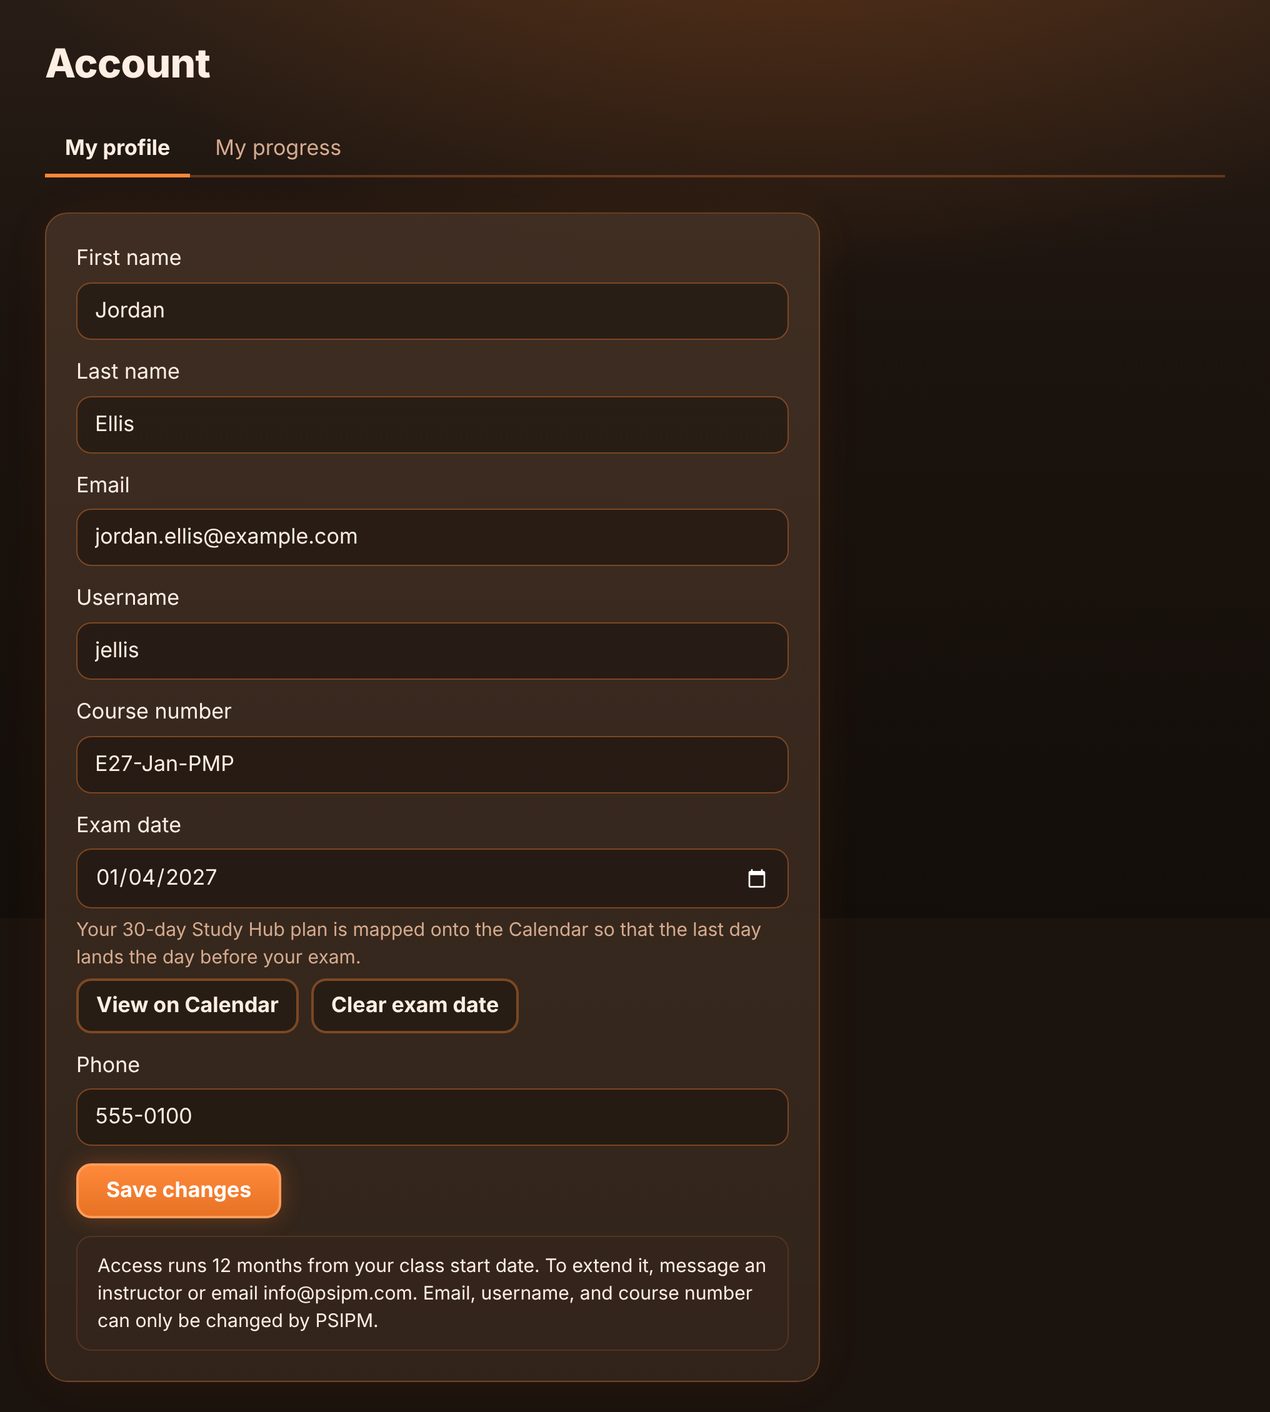 Account
My profile
My progress
First name
Jordan
Last name
Ellis
Email
jordan.ellis@example.com
Username
jellis
Course number
E27-Jan-PMP
Exam date
01/04/2027
Your 30-day Study Hub plan is mapped onto the Calendar so that the last day
lands the day before your exam.
View on Calendar
Clear exam date
Phone
555-0100
Save changes
Access runs 12 months from your class start date. To extend it, message an
instructor or email info@psipm.com. Email, username, and course number
can only be changed by PSIPM.